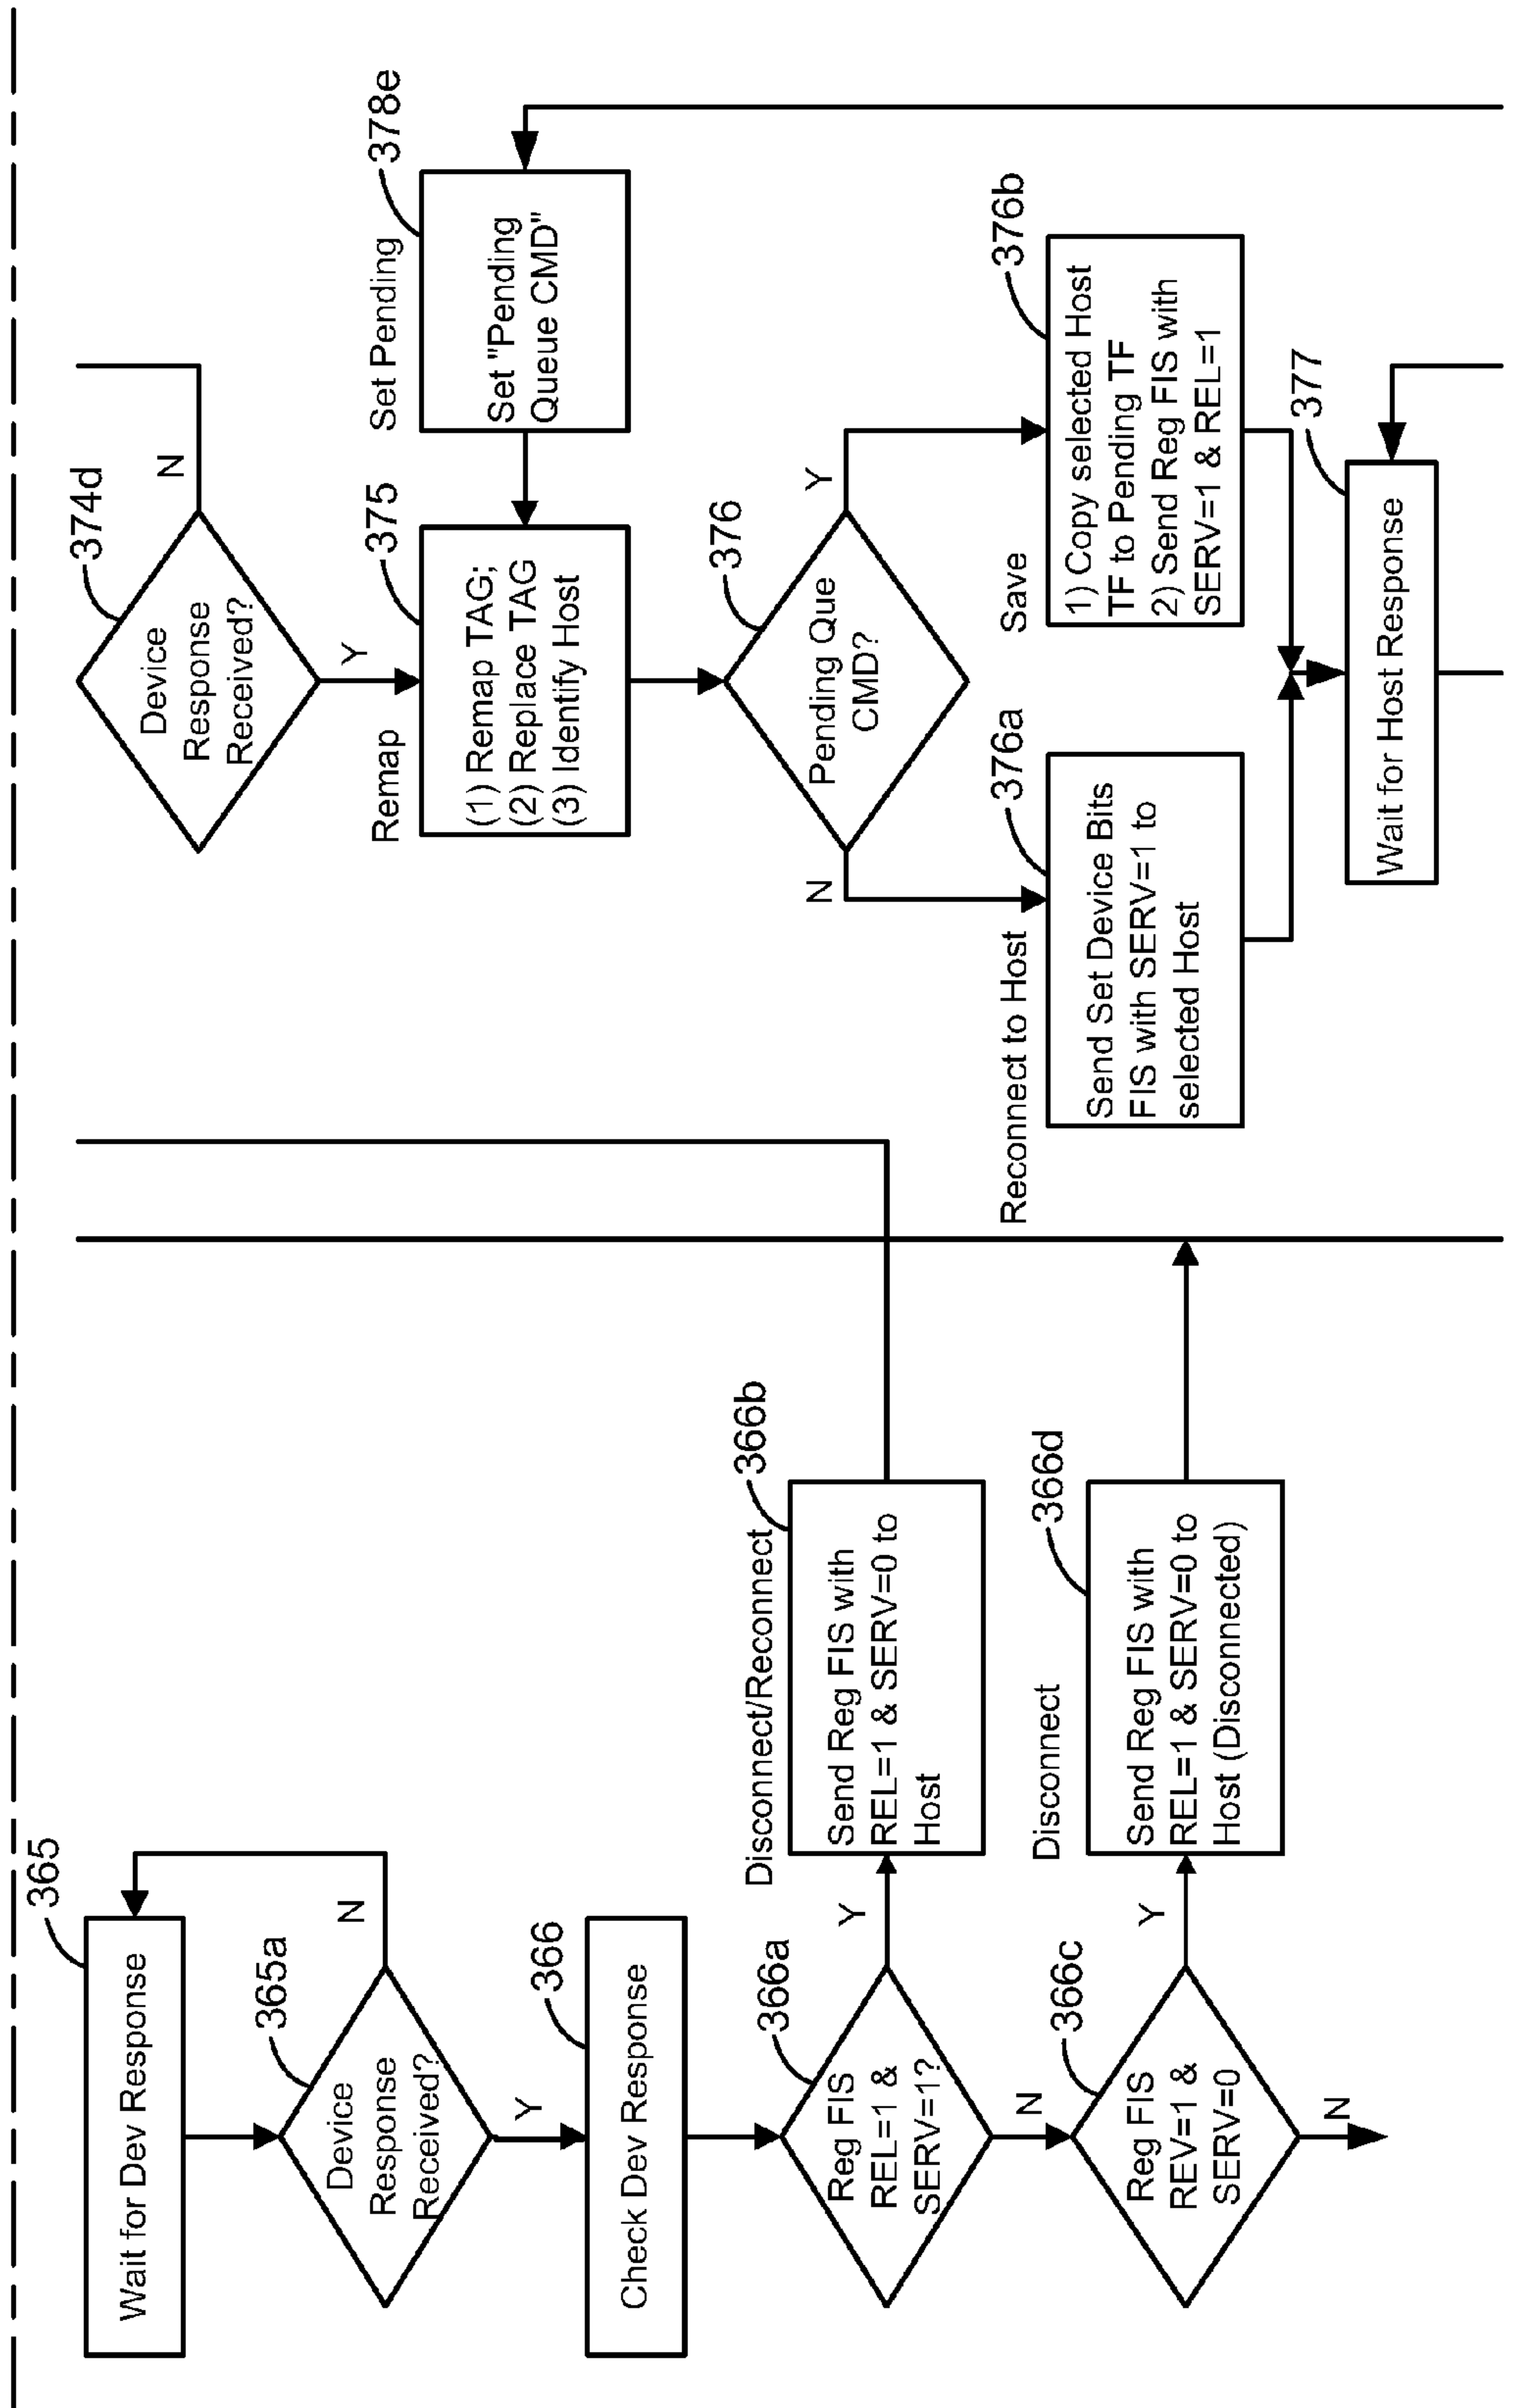 365
Wait for Dev Response
365a
Device
Response
Received?
N
Y
366
Check Dev Response
366a
Reg FIS
REL=1 &
SERV=1?
Y
N
Disconnect/Reconnect
366b
Send Reg FIS with
REL=1 & SERV=0 to
Host
366c
Reg FIS
REV=1 &
SERV=0
Y
N
Disconnect
366d
Send Reg FIS with
REL=1 & SERV=0 to
Host (Disconnected)
374d
Device
Response
Received?
N
Y
Remap
375
(1) Remap TAG;
(2) Replace TAG
(3) Identify Host
Set Pending
378e
Set "Pending
Queue CMD"
376
Pending Que
CMD?
N
Y
Reconnect to Host
376a
Send Set Device Bits
FIS with SERV=1 to
selected Host
Save
376b
1) Copy selected Host
TF to Pending TF
2) Send Reg FIS with
SERV=1 & REL=1
377
Wait for Host Response